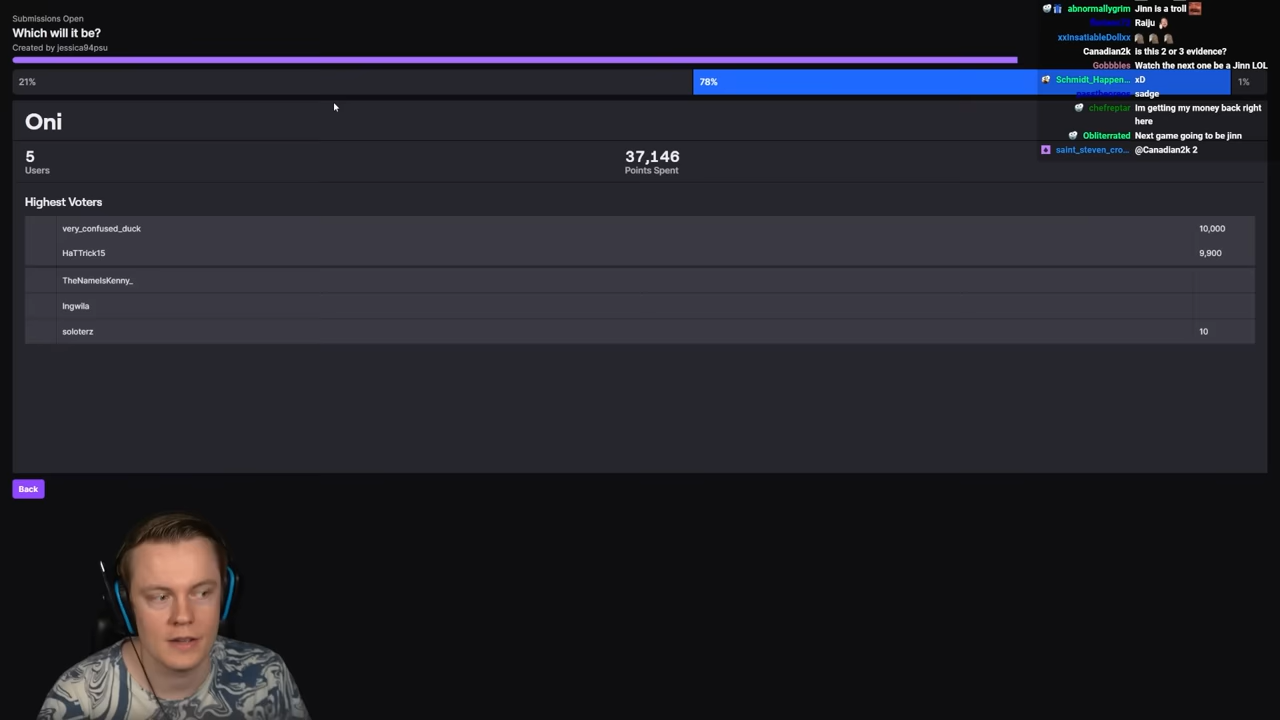 Submissions Open
Which will it be?
Created by jessica94psu
21%
78%
1%
Oni
5
Users
37,146
Points Spent
Highest Voters
very_confused_duck 10,000
HaTTrick15 9,900
TheNameIsKenny_
Ingwila
soloterz 10
Back
abnormallygrim Jinn is a troll
Raiju
xxInsatiableDollxx
Canadian2k Is this 2 or 3 evidence?
Gobbbles Watch the next one be a Jinn LOL
Schmidt_Happen... xD
sadge
chefreptar Im getting my money back right
here
Obliterated Next game going to be jinn
saint_steven_cro... @Canadian2k 2